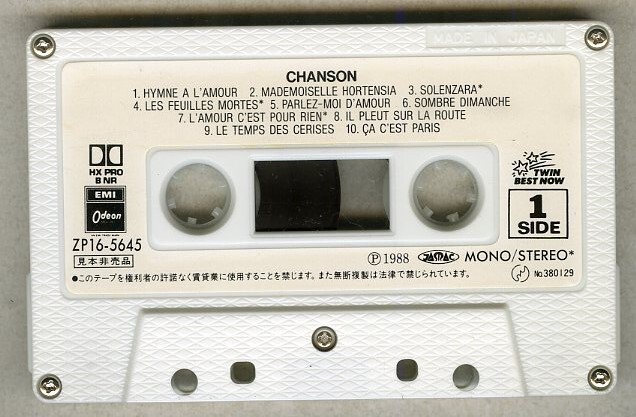 MADE IN JAPAN
CHANSON
1. HYMNE A L'AMOUR 2. MADEMOISELLE HORTENSIA 3. SOLENZARA*
4. LES FEUILLES MORTES* 5. PARLEZ-MOI D'AMOUR 6. SOMBRE DIMANCHE
7. L'AMOUR C'EST POUR RIEN* 8. IL PLEUT SUR LA ROUTE
9. LE TEMPS DES CERISES 10. ÇA C'EST PARIS
HX PRO
B NR
EMI
Odeon
ZP16-5645
見本非売品
TWIN
BEST NOW
1
SIDE
Ⓟ1988 JASRAC MONO/STEREO*
●このテープを権利者の許諾なく賃貸業に使用することを禁じます。また無断複製は法律で禁じられています。
No.380129